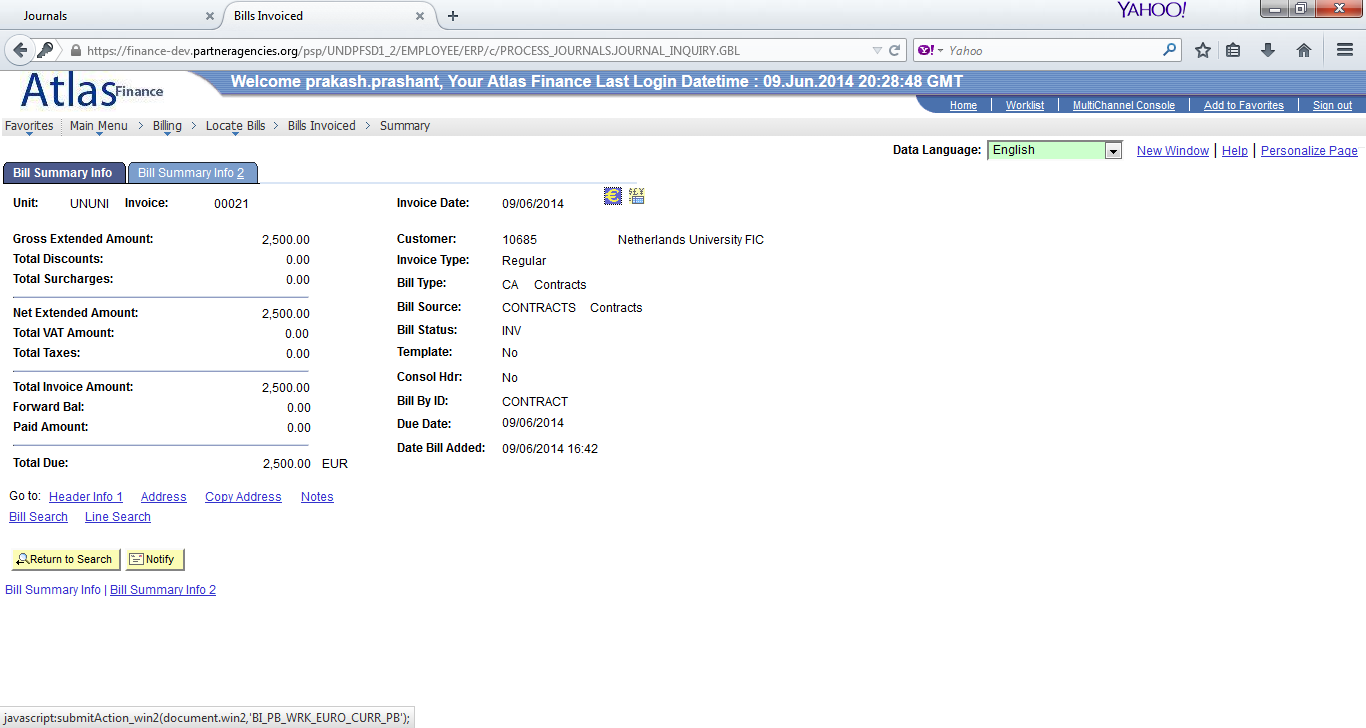 Journals
Bills Invoiced
YAHOO!
https://finance-dev.partneragencies.org/psp/UNDPFSD1_2/EMPLOYEE/ERP/c/PROCESS_JOURNALS.JOURNAL_INQUIRY.GBL
Yahoo
Atlas Finance
Welcome prakash.prashant, Your Atlas Finance Last Login Datetime : 09.Jun.2014 20:28:48 GMT
Home Worklist MultiChannel Console Add to Favorites Sign out
Favorites Main Menu > Billing > Locate Bills > Bills Invoiced > Summary
Data Language: English New Window | Help | Personalize Page
Bill Summary Info Bill Summary Info 2
Unit: UNUNI Invoice: 00021 Invoice Date: 09/06/2014
Gross Extended Amount: 2,500.00 Customer: 10685 Netherlands University FIC
Total Discounts: 0.00 Invoice Type: Regular
Total Surcharges: 0.00 Bill Type: CA Contracts
Net Extended Amount: 2,500.00 Bill Source: CONTRACTS Contracts
Total VAT Amount: 0.00 Bill Status: INV
Total Taxes: 0.00 Template: No
Consol Hdr: No
Total Invoice Amount: 2,500.00
Forward Bal: 0.00 Bill By ID: CONTRACT
Paid Amount: 0.00 Due Date: 09/06/2014
Date Bill Added: 09/06/2014 16:42
Total Due: 2,500.00 EUR
Go to: Header Info 1 Address Copy Address Notes
Bill Search Line Search
Return to Search Notify
Bill Summary Info | Bill Summary Info 2
javascript:submitAction_win2(document.win2,'BI_PB_WRK_EURO_CURR_PB');